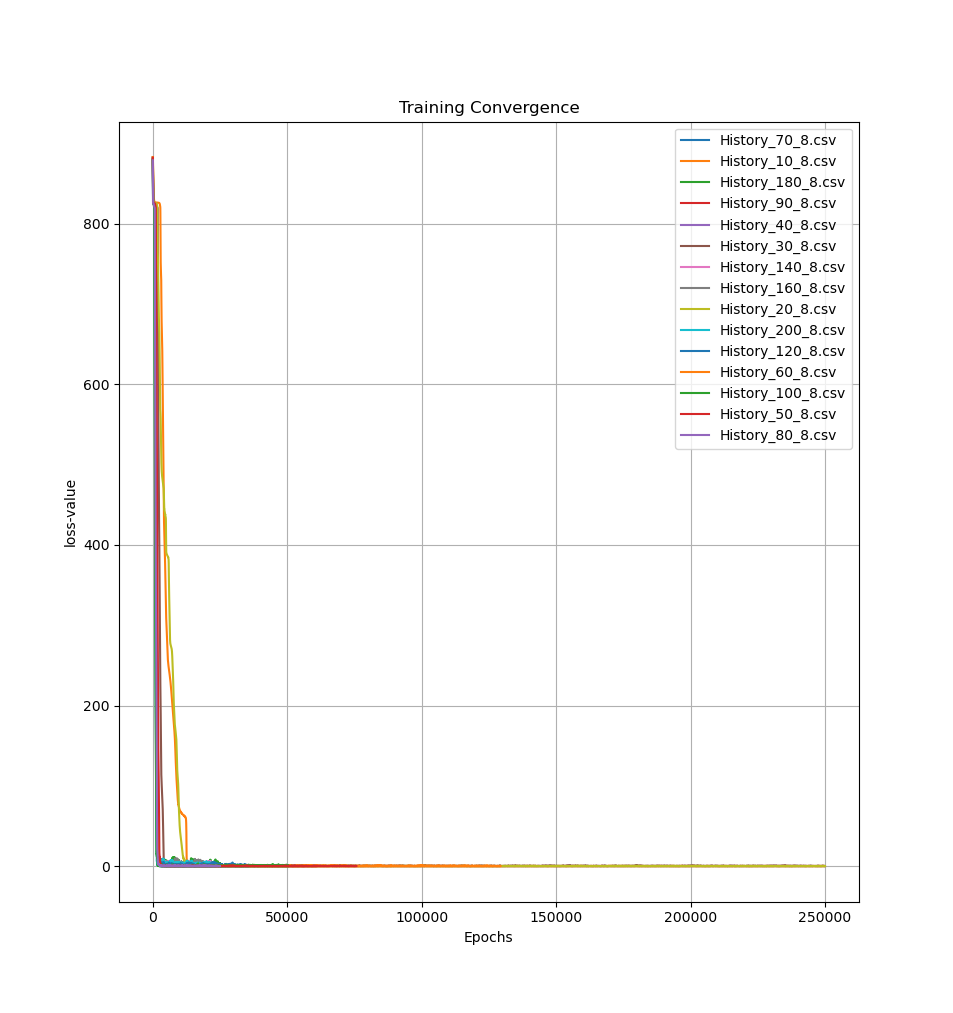 Training Convergence
History_70_8.csv
History_10_8.csv
History_180_8.csv
History_90_8.csv
History_40_8.csv
History_30_8.csv
History_140_8.csv
History_160_8.csv
History_20_8.csv
History_200_8.csv
History_120_8.csv
History_60_8.csv
History_100_8.csv
History_50_8.csv
History_80_8.csv
800
600
400
200
0
loss-value
0 50000 100000 150000 200000 250000
Epochs